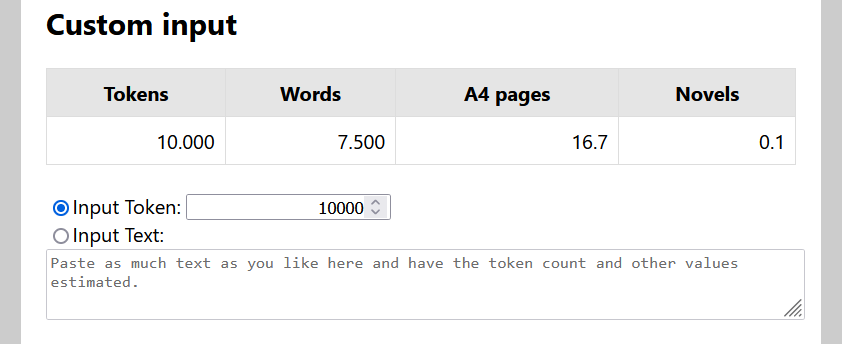 Custom input
Tokens Words A4 pages Novels
10.000 7.500 16.7 0.1
Input Token: 10000
Input Text:
Paste as much text as you like here and have the token count and other values
estimated.